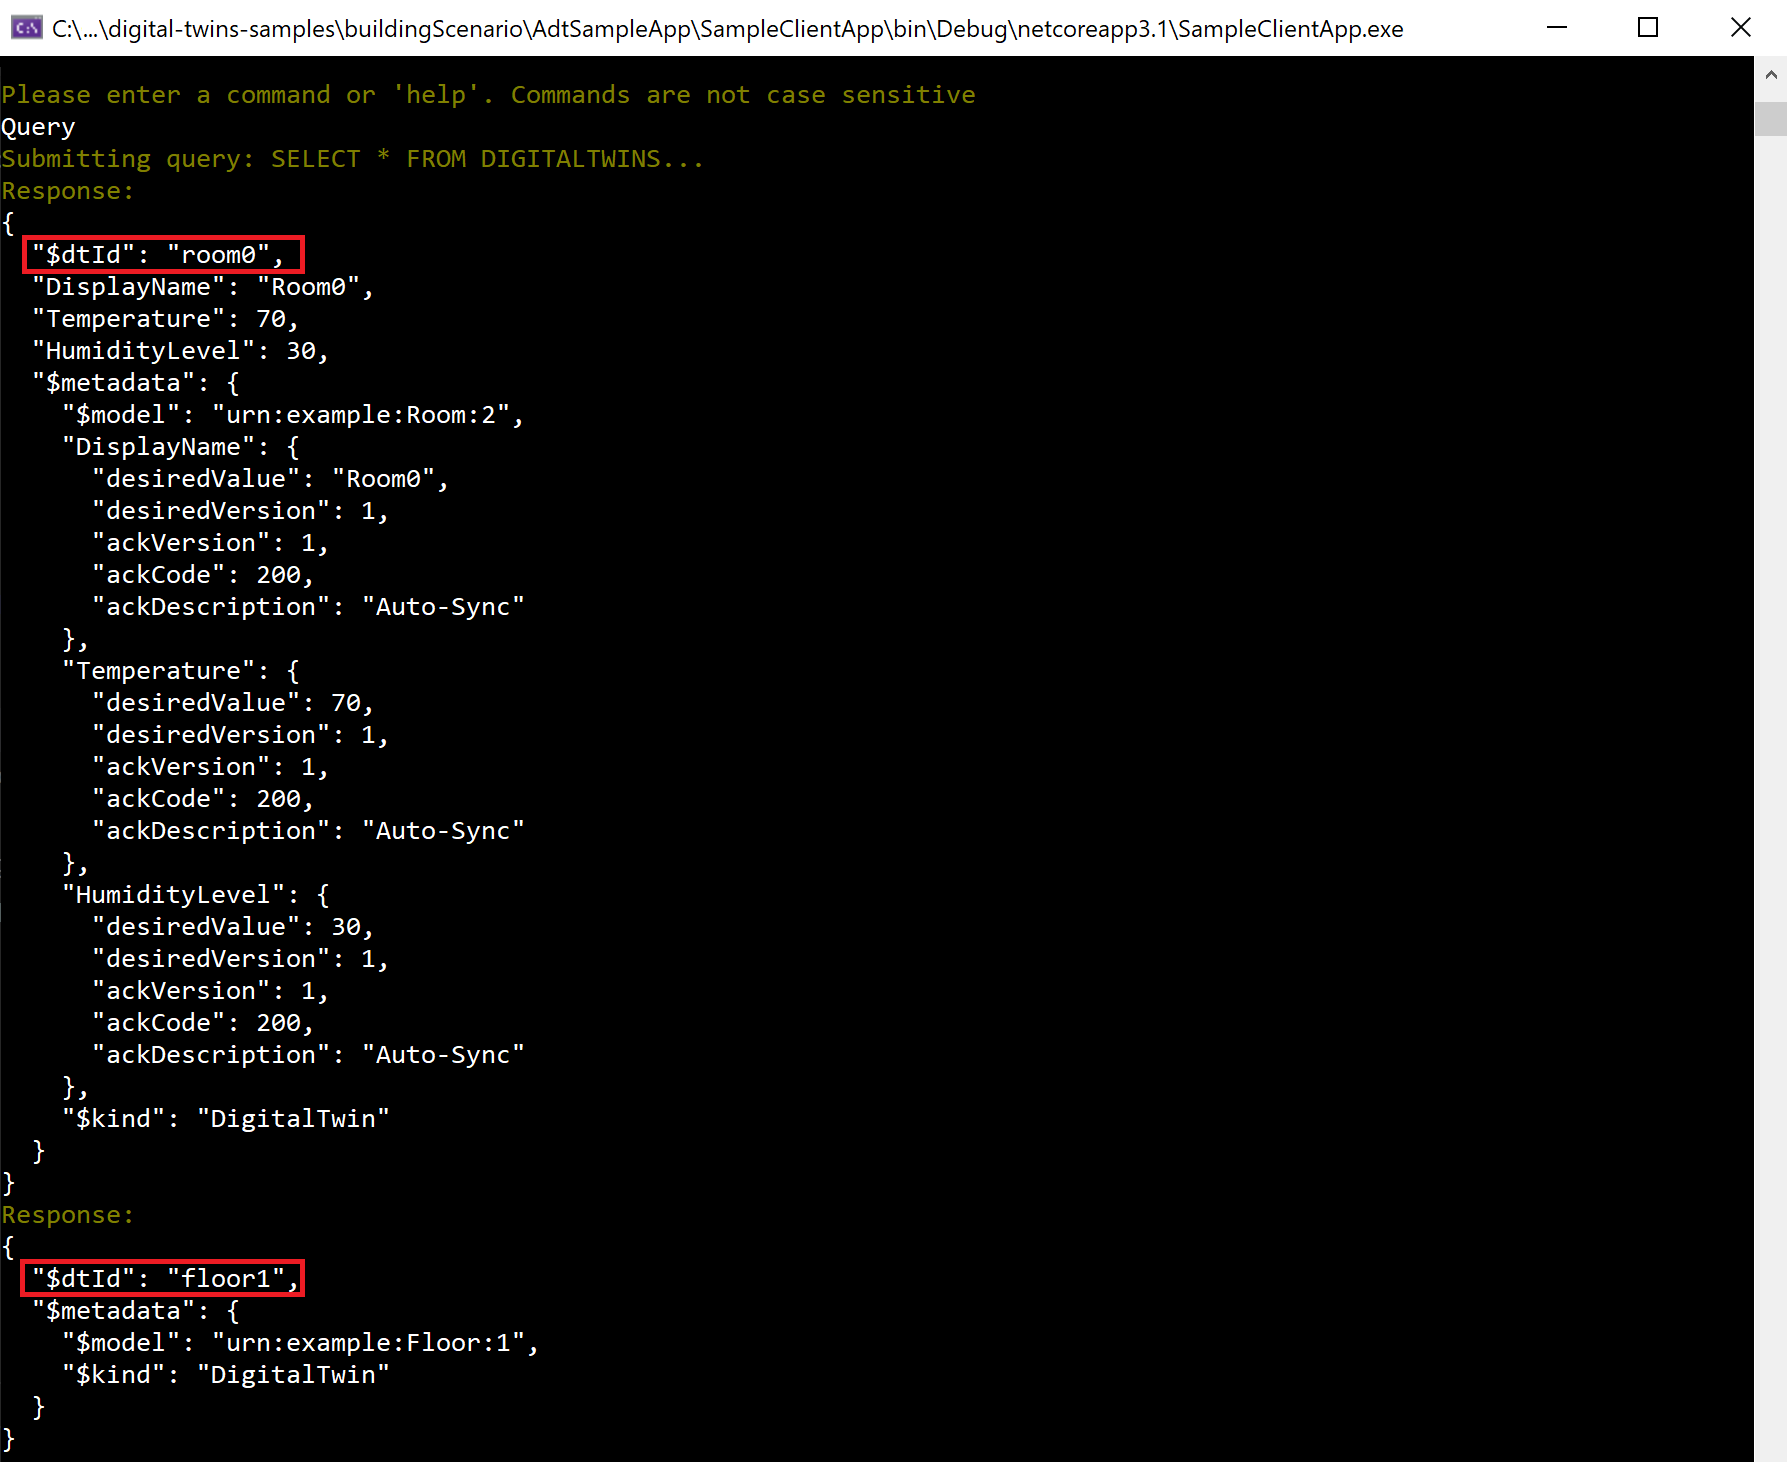 C:\...\digital-twins-samples\buildingScenario\AdtSampleApp\SampleClientApp\bin\Debug\netcoreapp3.1\SampleClientApp.exe
Please enter a command or 'help'. Commands are not case sensitive
Query
Submitting query: SELECT * FROM DIGITALTWINS...
Response:
{
  "$dtId": "room0",
  "DisplayName": "Room0",
  "Temperature": 70,
  "HumidityLevel": 30,
  "$metadata": {
    "$model": "urn:example:Room:2",
    "DisplayName": {
      "desiredValue": "Room0",
      "desiredVersion": 1,
      "ackVersion": 1,
      "ackCode": 200,
      "ackDescription": "Auto-Sync"
    },
    "Temperature": {
      "desiredValue": 70,
      "desiredVersion": 1,
      "ackVersion": 1,
      "ackCode": 200,
      "ackDescription": "Auto-Sync"
    },
    "HumidityLevel": {
      "desiredValue": 30,
      "desiredVersion": 1,
      "ackVersion": 1,
      "ackCode": 200,
      "ackDescription": "Auto-Sync"
    },
    "$kind": "DigitalTwin"
  }
}
Response:
{
  "$dtId": "floor1",
  "$metadata": {
    "$model": "urn:example:Floor:1",
    "$kind": "DigitalTwin"
  }
}